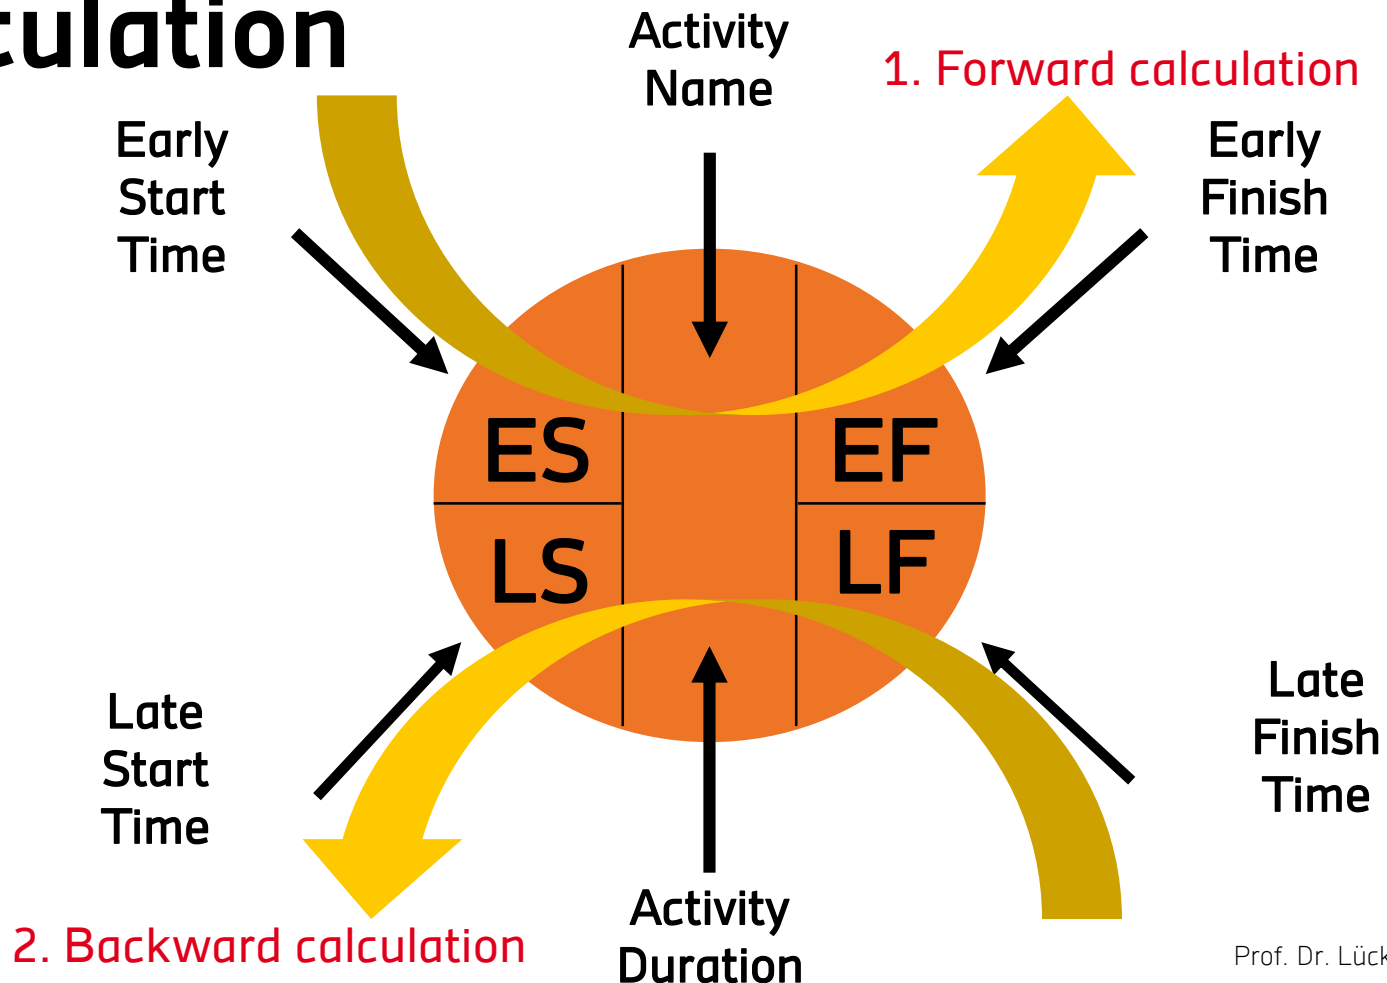 culation
Activity
Name
1. Forward calculation
Early
Start
Time
Early
Finish
Time
ES
EF
LS
LF
Late
Start
Time
Late
Finish
Time
Activity
Duration
2. Backward calculation
Prof. Dr. Lück